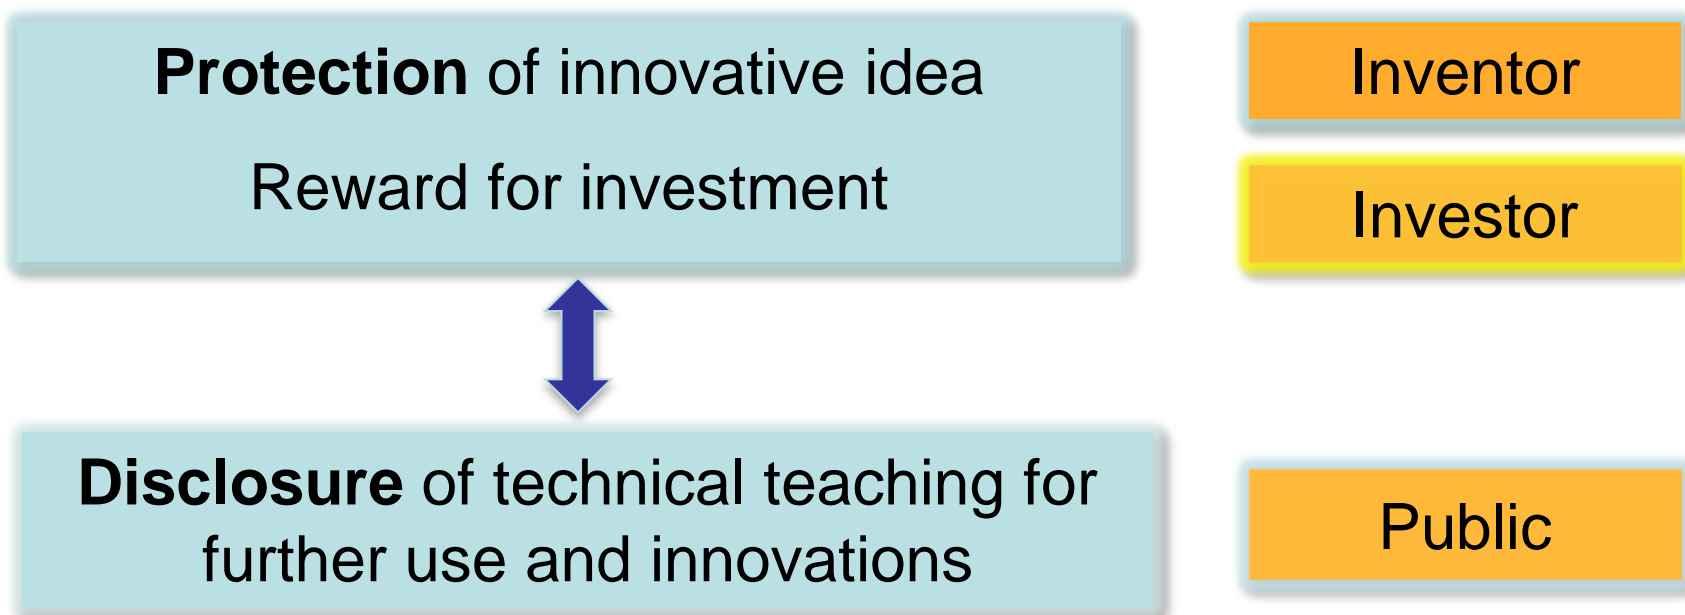 Protection of innovative idea
Reward for investment
Inventor
Investor
Disclosure of technical teaching for
further use and innovations
Public